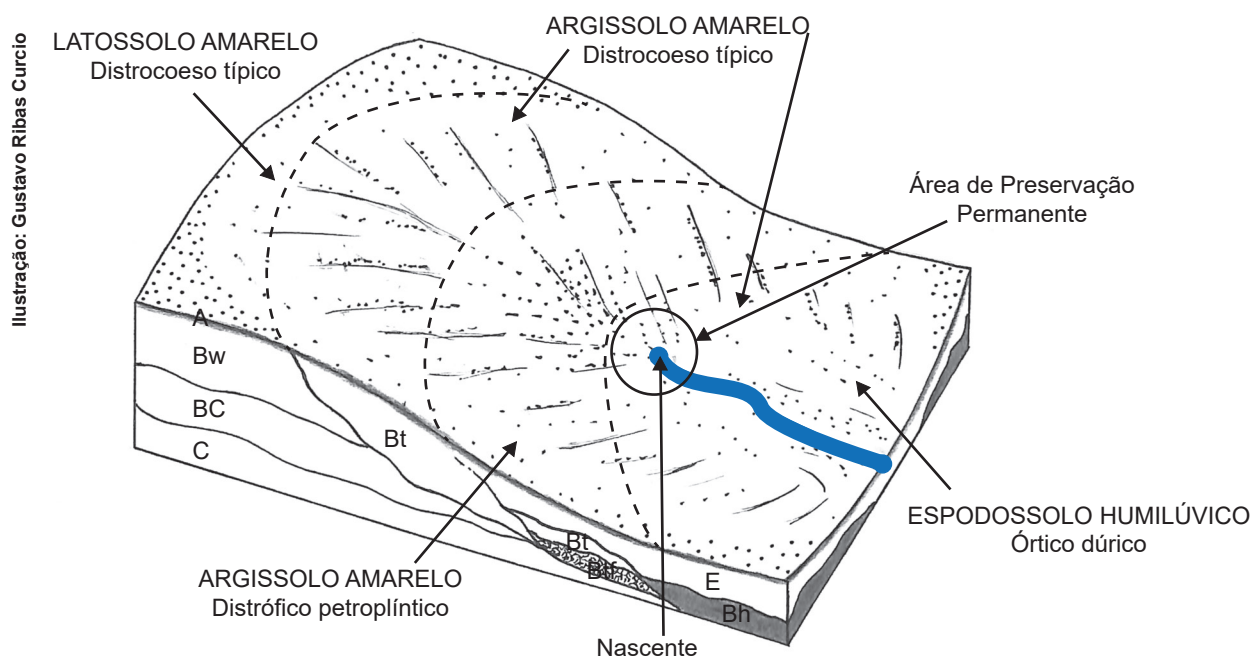 Ilustração: Gustavo Ribas Curcio
LATOSSOLO AMARELO
Distrocoeso típico
ARGISSOLO AMARELO
Distrocoeso típico
Área de Preservação
Permanente
A
Bw
BC
C
Bt
Bt
Btf
E
Bh
ESPODOSSOLO HUMILÚVICO
Órtico dúrico
ARGISSOLO AMARELO
Distrófico petroplíntico
Nascente